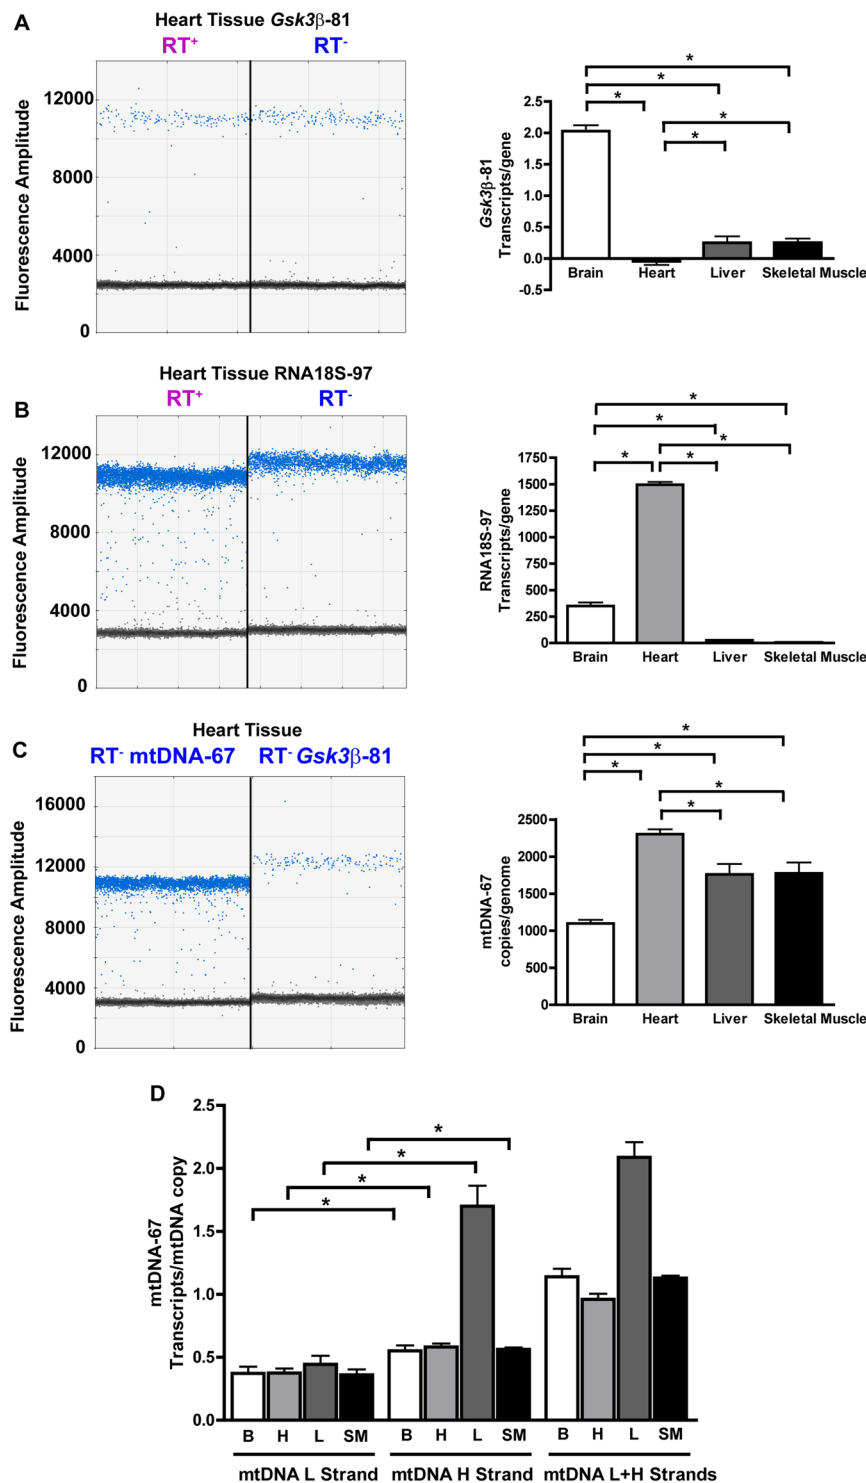 A
Heart Tissue Gsk3β-81
RT+ RT-
Fluorescence Amplitude
12000
8000
4000
0
Gsk3β-81
Transcripts/gene
* * * * *
2.5
2.0
1.5
1.0
0.5
0.0
-0.5
Brain Heart Liver Skeletal Muscle
B
Heart Tissue RNA18S-97
RT+ RT-
Fluorescence Amplitude
12000
8000
4000
0
RNA18S-97
Transcripts/gene
* * * * * *
1750
1500
1250
1000
750
500
250
0
Brain Heart Liver Skeletal Muscle
C
Heart Tissue
RT- mtDNA-67 RT- Gsk3β-81
Fluorescence Amplitude
16000
12000
8000
4000
0
mtDNA-67
copies/genome
* * * * *
2500
2000
1500
1000
500
0
Brain Heart Liver Skeletal Muscle
D
mtDNA-67
Transcripts/mtDNA copy
* * * *
2.5
2.0
1.5
1.0
0.5
0.0
B H L SM B H L SM B H L SM
mtDNA L Strand mtDNA H Strand mtDNA L+H Strands